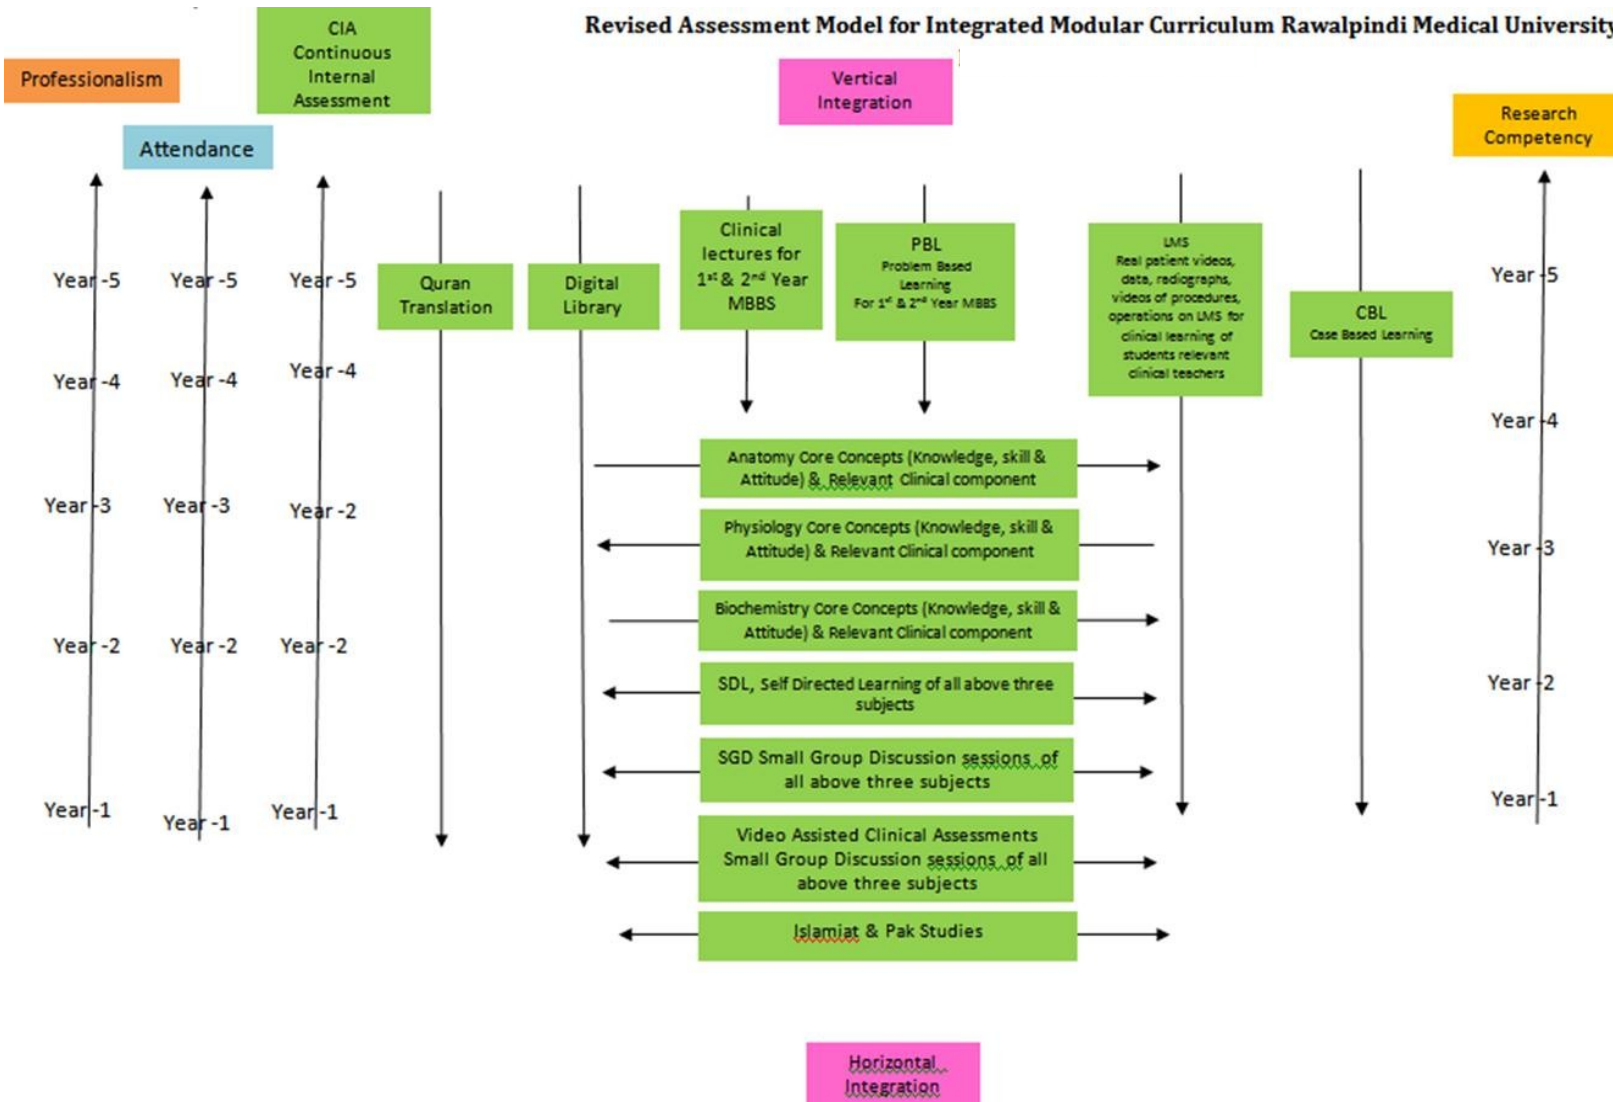 Revised Assessment Model for Integrated Modular Curriculum Rawalpindi Medical University
Professionalism
CIA
Continuous
Internal
Assessment
Attendance
Vertical
Integration
Research
Competency
Year -5
Year -4
Year -3
Year -2
Year -1
Year -5
Year -4
Year -3
Year -2
Year -1
Year -5
Year -4
Year -2
Year -2
Year -1
Quran
Translation
Digital
Library
Clinical
lectures for
1st & 2nd Year
MBBS
PBL
Problem Based
Learning
For 1st & 2nd Year MBBS
LMS
Real patient videos,
data, radiographs,
videos of procedures,
operations on LMS for
clinical learning of
students relevant
clinical teachers
CBL
Case Based Learning
Year -5
Year -4
Year -3
Year -2
Year -1
Anatomy Core Concepts (Knowledge, skill &
Attitude) & Relevant Clinical component
Physiology Core Concepts (Knowledge, skill &
Attitude) & Relevant Clinical component
Biochemistry Core Concepts (Knowledge, skill &
Attitude) & Relevant Clinical component
SDL, Self Directed Learning of all above three
subjects
SGD Small Group Discussion sessions of
all above three subjects
Video Assisted Clinical Assessments
Small Group Discussion sessions of all
above three subjects
Islamiat & Pak Studies
Horizontal
Integration